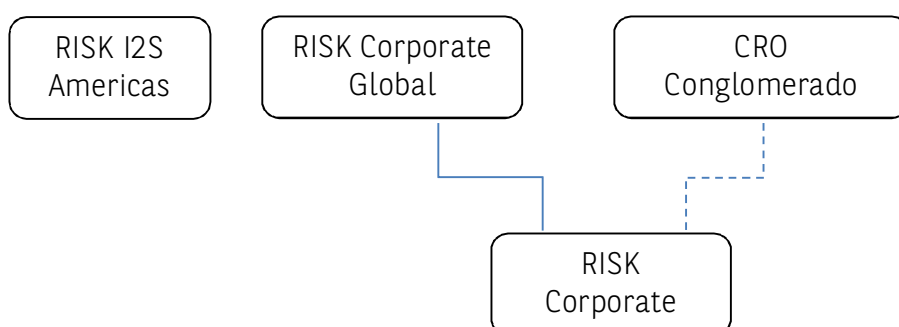 RISK I2S
Americas
RISK Corporate
Global
CRO
Conglomerado
RISK
Corporate